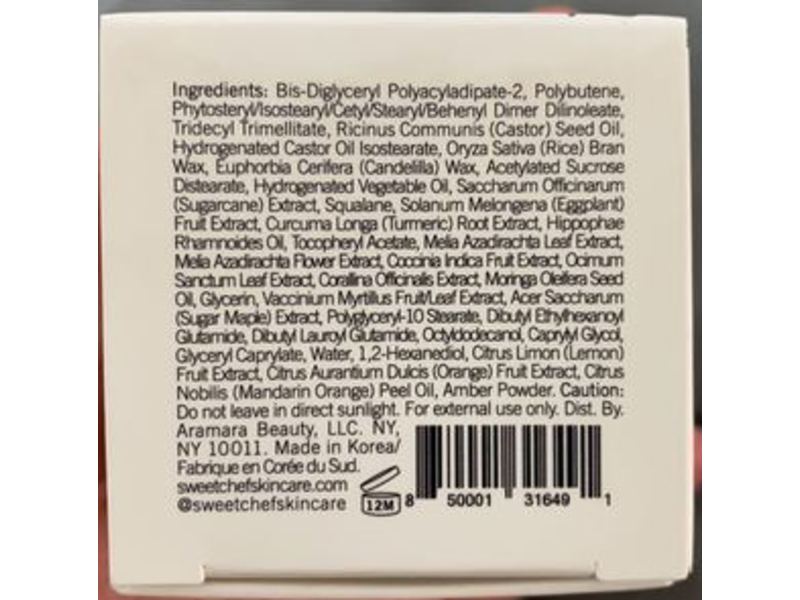 Ingredients: Bis-Diglyceryl Polyacyladipate-2, Polybutene,
Phytosteryl/Isostearyl/Cetyl/Stearyl/Behenyl Dimer Dilinoleate,
Tridecyl Trimellitate, Ricinus Communis (Castor) Seed Oil,
Hydrogenated Castor Oil Isostearate, Oryza Sativa (Rice) Bran
Wax, Euphorbia Cerifera (Candelilla) Wax, Acetylated Sucrose
Distearate, Hydrogenated Vegetable Oil, Saccharum Officinarum
(Sugarcane) Extract, Squalane, Solanum Melongena (Eggplant)
Fruit Extract, Curcuma Longa (Turmeric) Root Extract, Hippophae
Rhamnoides Oil, Tocopheryl Acetate, Melia Azadirachta Leaf Extract,
Melia Azadirachta Flower Extract, Coccinia Indica Fruit Extract, Ocimum
Sanctum Leaf Extract, Corallina Officinalis Extract, Moringa Oleifera Seed
Oil, Glycerin, Vaccinium Myrtillus Fruit/Leaf Extract, Acer Saccharum
(Sugar Maple) Extract, Polyglyceryl-10 Stearate, Dibutyl Ethylhexanoyl
Glutamide, Dibutyl Lauroyl Glutamide, Octyldodecanol, Caprylyl Glycol,
Glyceryl Caprylate, Water, 1,2-Hexanediol, Citrus Limon (Lemon)
Fruit Extract, Citrus Aurantium Dulcis (Orange) Fruit Extract, Citrus
Nobilis (Mandarin Orange) Peel Oil, Amber Powder. Caution:
Do not leave in direct sunlight. For external use only. Dist. By.
Aramara Beauty, LLC. NY,
NY 10011. Made in Korea/
Fabrique en Corée du Sud.
sweetchefskincare.com
@sweetchefskincare
12M
8 50001 31649 1